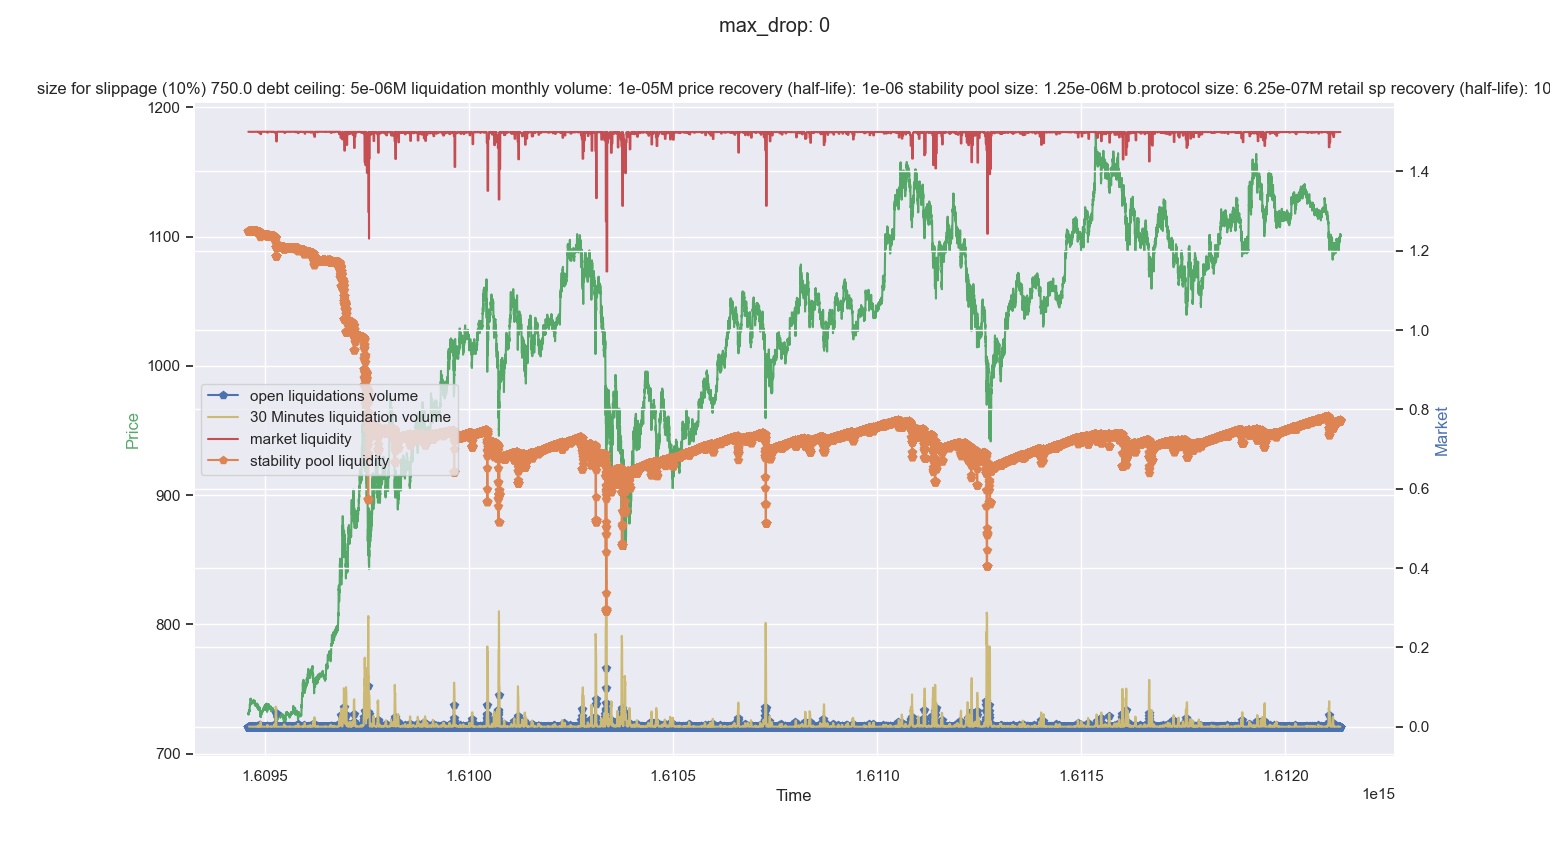 max_drop: 0
size for slippage (10%) 750.0 debt ceiling: 5e-06M liquidation monthly volume: 1e-05M price recovery (half-life): 1e-06 stability pool size: 1.25e-06M b.protocol size: 6.25e-07M retail sp recovery (half-life): 10
1200
1100
1000
900
800
700
Price
1.4
1.2
1.0
0.8
0.6
0.4
0.2
0.0
Market
open liquidations volume
30 Minutes liquidation volume
market liquidity
stability pool liquidity
1.6095 1.6100 1.6105 1.6110 1.6115 1.6120
Time
1e15